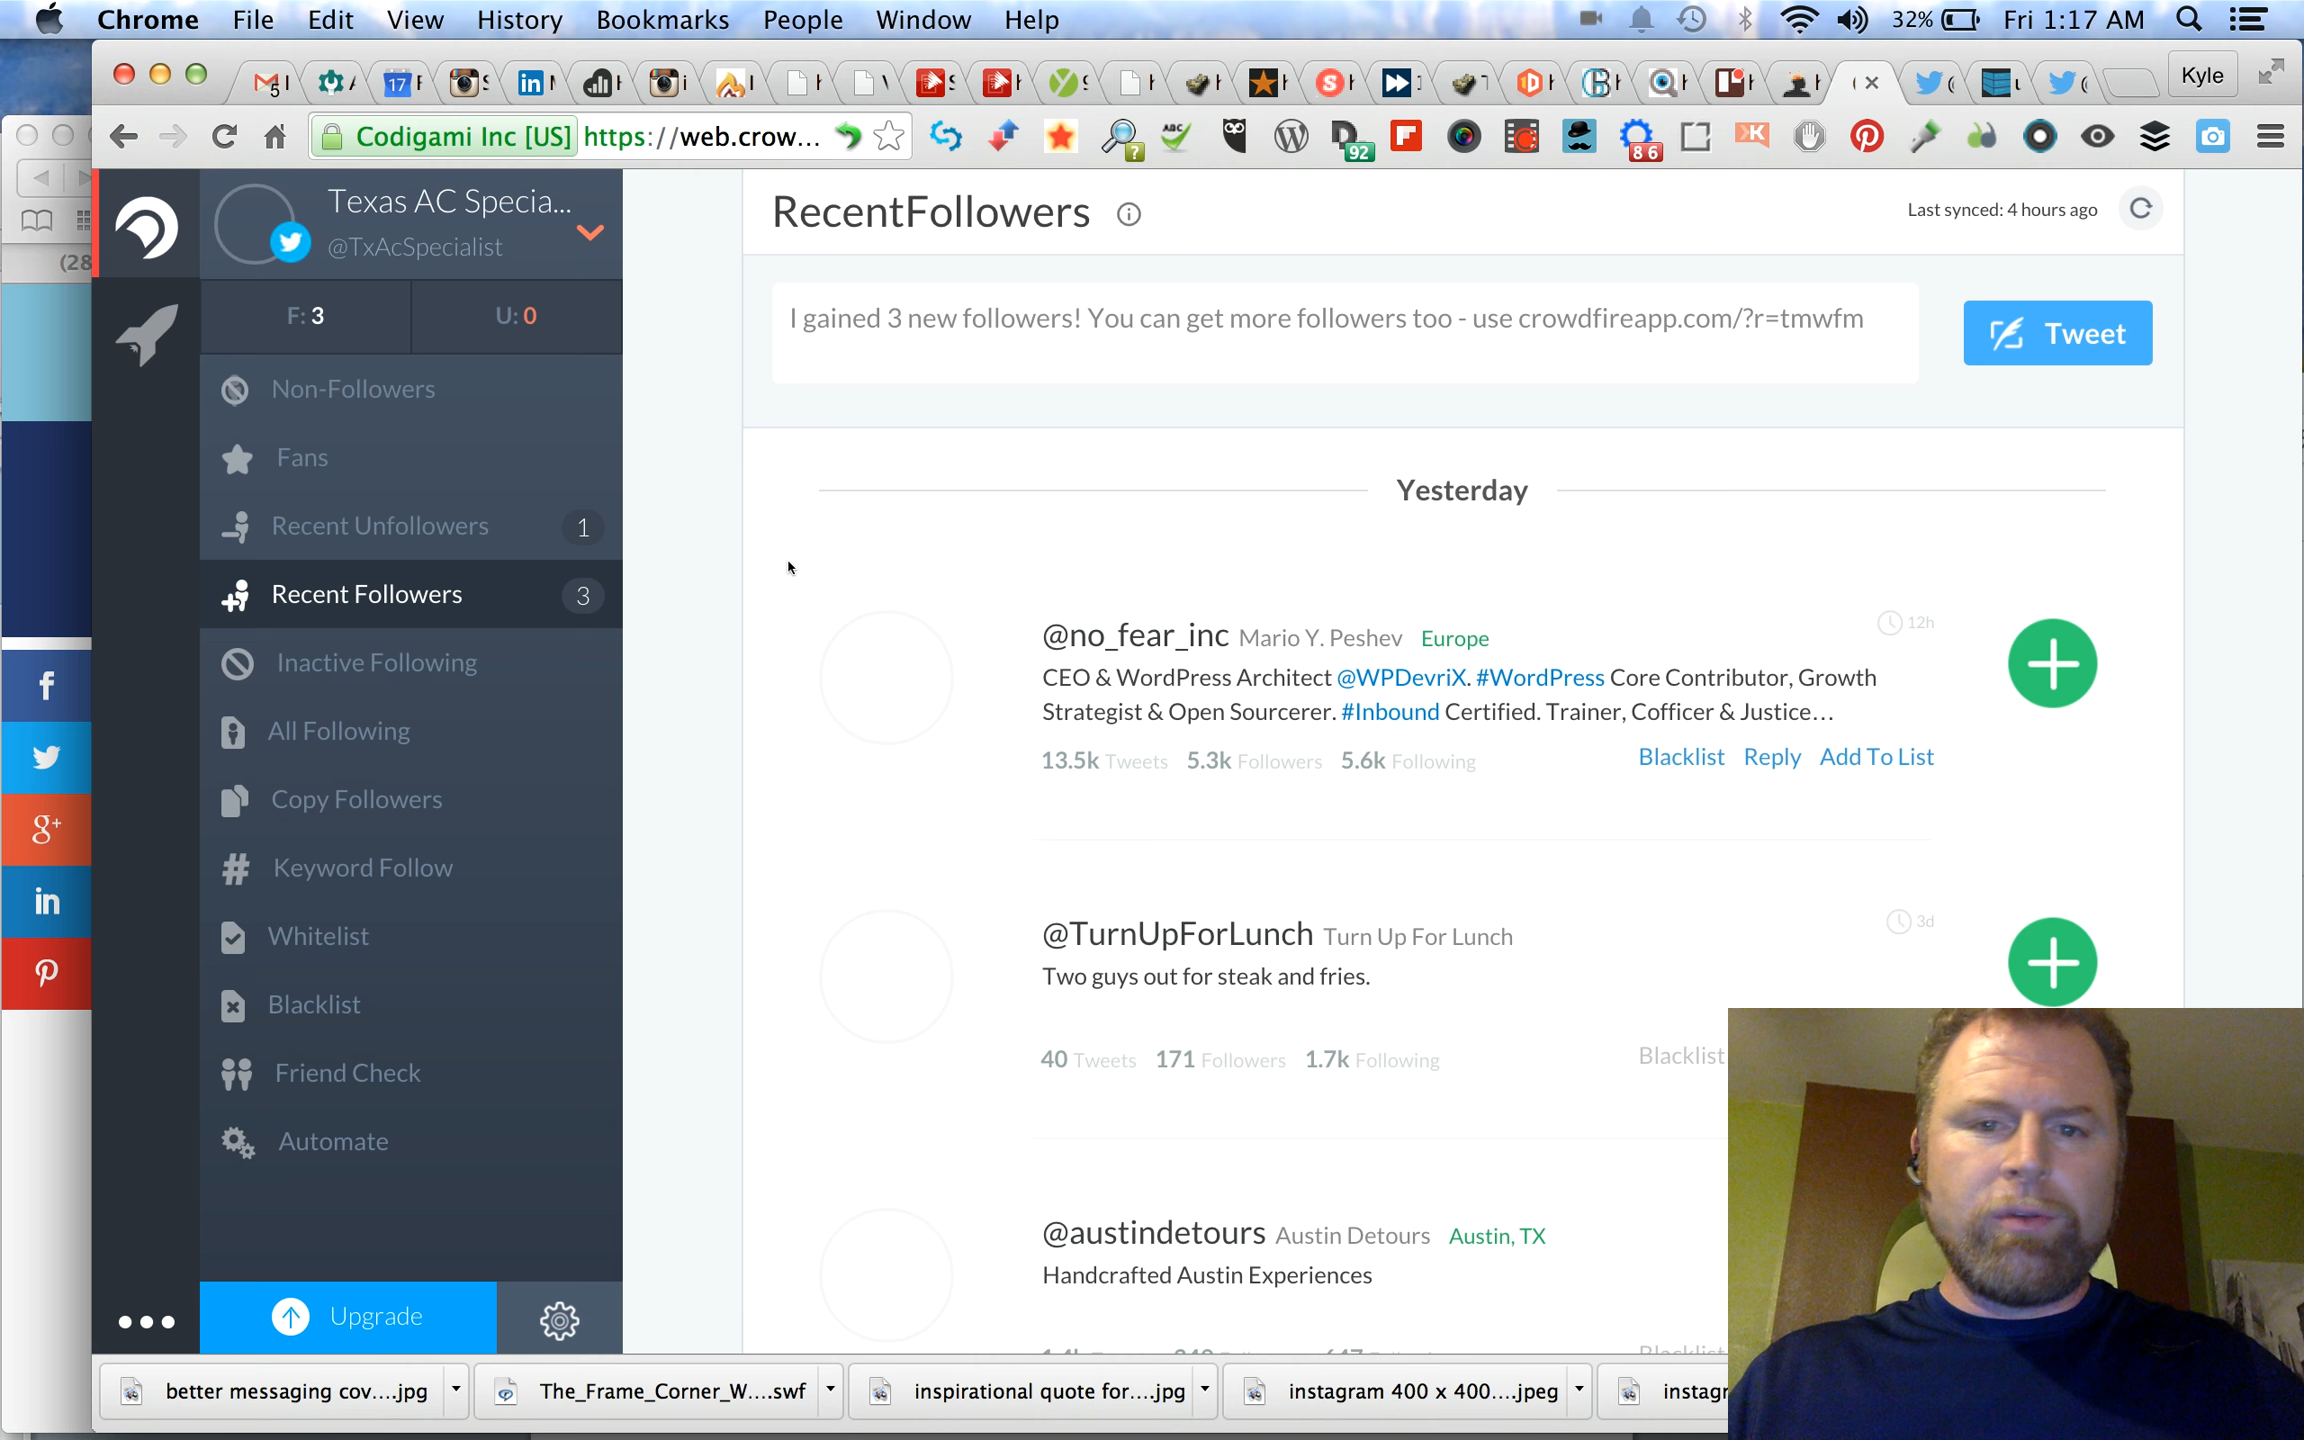 Chrome File Edit View History Bookmarks People Window Help 32% Fri 1:17 AM
Kyle
Codigami Inc [US] https://web.crow...
ABC 92 86
Texas AC Specia...
@TxAcSpecialist
F: 3 U: 0
Non-Followers
Fans
Recent Unfollowers 1
Recent Followers 3
Inactive Following
All Following
Copy Followers
Keyword Follow
Whitelist
Blacklist
Friend Check
Automate
Upgrade
RecentFollowers
Last synced: 4 hours ago
I gained 3 new followers! You can get more followers too - use crowdfireapp.com/?r=tmwfm
Tweet
Yesterday
@no_fear_inc Mario Y. Peshev Europe 12h
CEO & WordPress Architect @WPDevriX. #WordPress Core Contributor, Growth
Strategist & Open Sourcerer. #Inbound Certified. Trainer, Cofficer & Justice...
13.5k Tweets 5.3k Followers 5.6k Following Blacklist Reply Add To List
@TurnUpForLunch Turn Up For Lunch 3d
Two guys out for steak and fries.
40 Tweets 171 Followers 1.7k Following Blacklist
@austindetours Austin Detours Austin, TX
Handcrafted Austin Experiences
better messaging cov....jpg
The_Frame_Corner_W....swf
inspirational quote for....jpg
instagram 400 x 400....jpeg
instagr